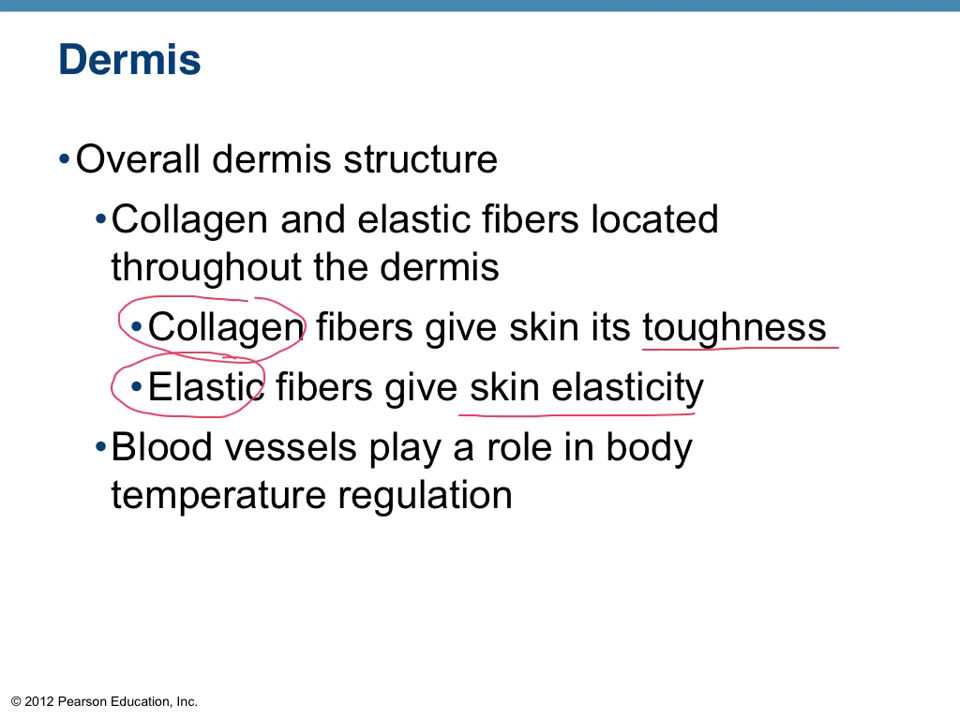 Dermis
•Overall dermis structure
•Collagen and elastic fibers located
throughout the dermis
•Collagen fibers give skin its toughness
•Elastic fibers give skin elasticity
•Blood vessels play a role in body
temperature regulation
© 2012 Pearson Education, Inc.